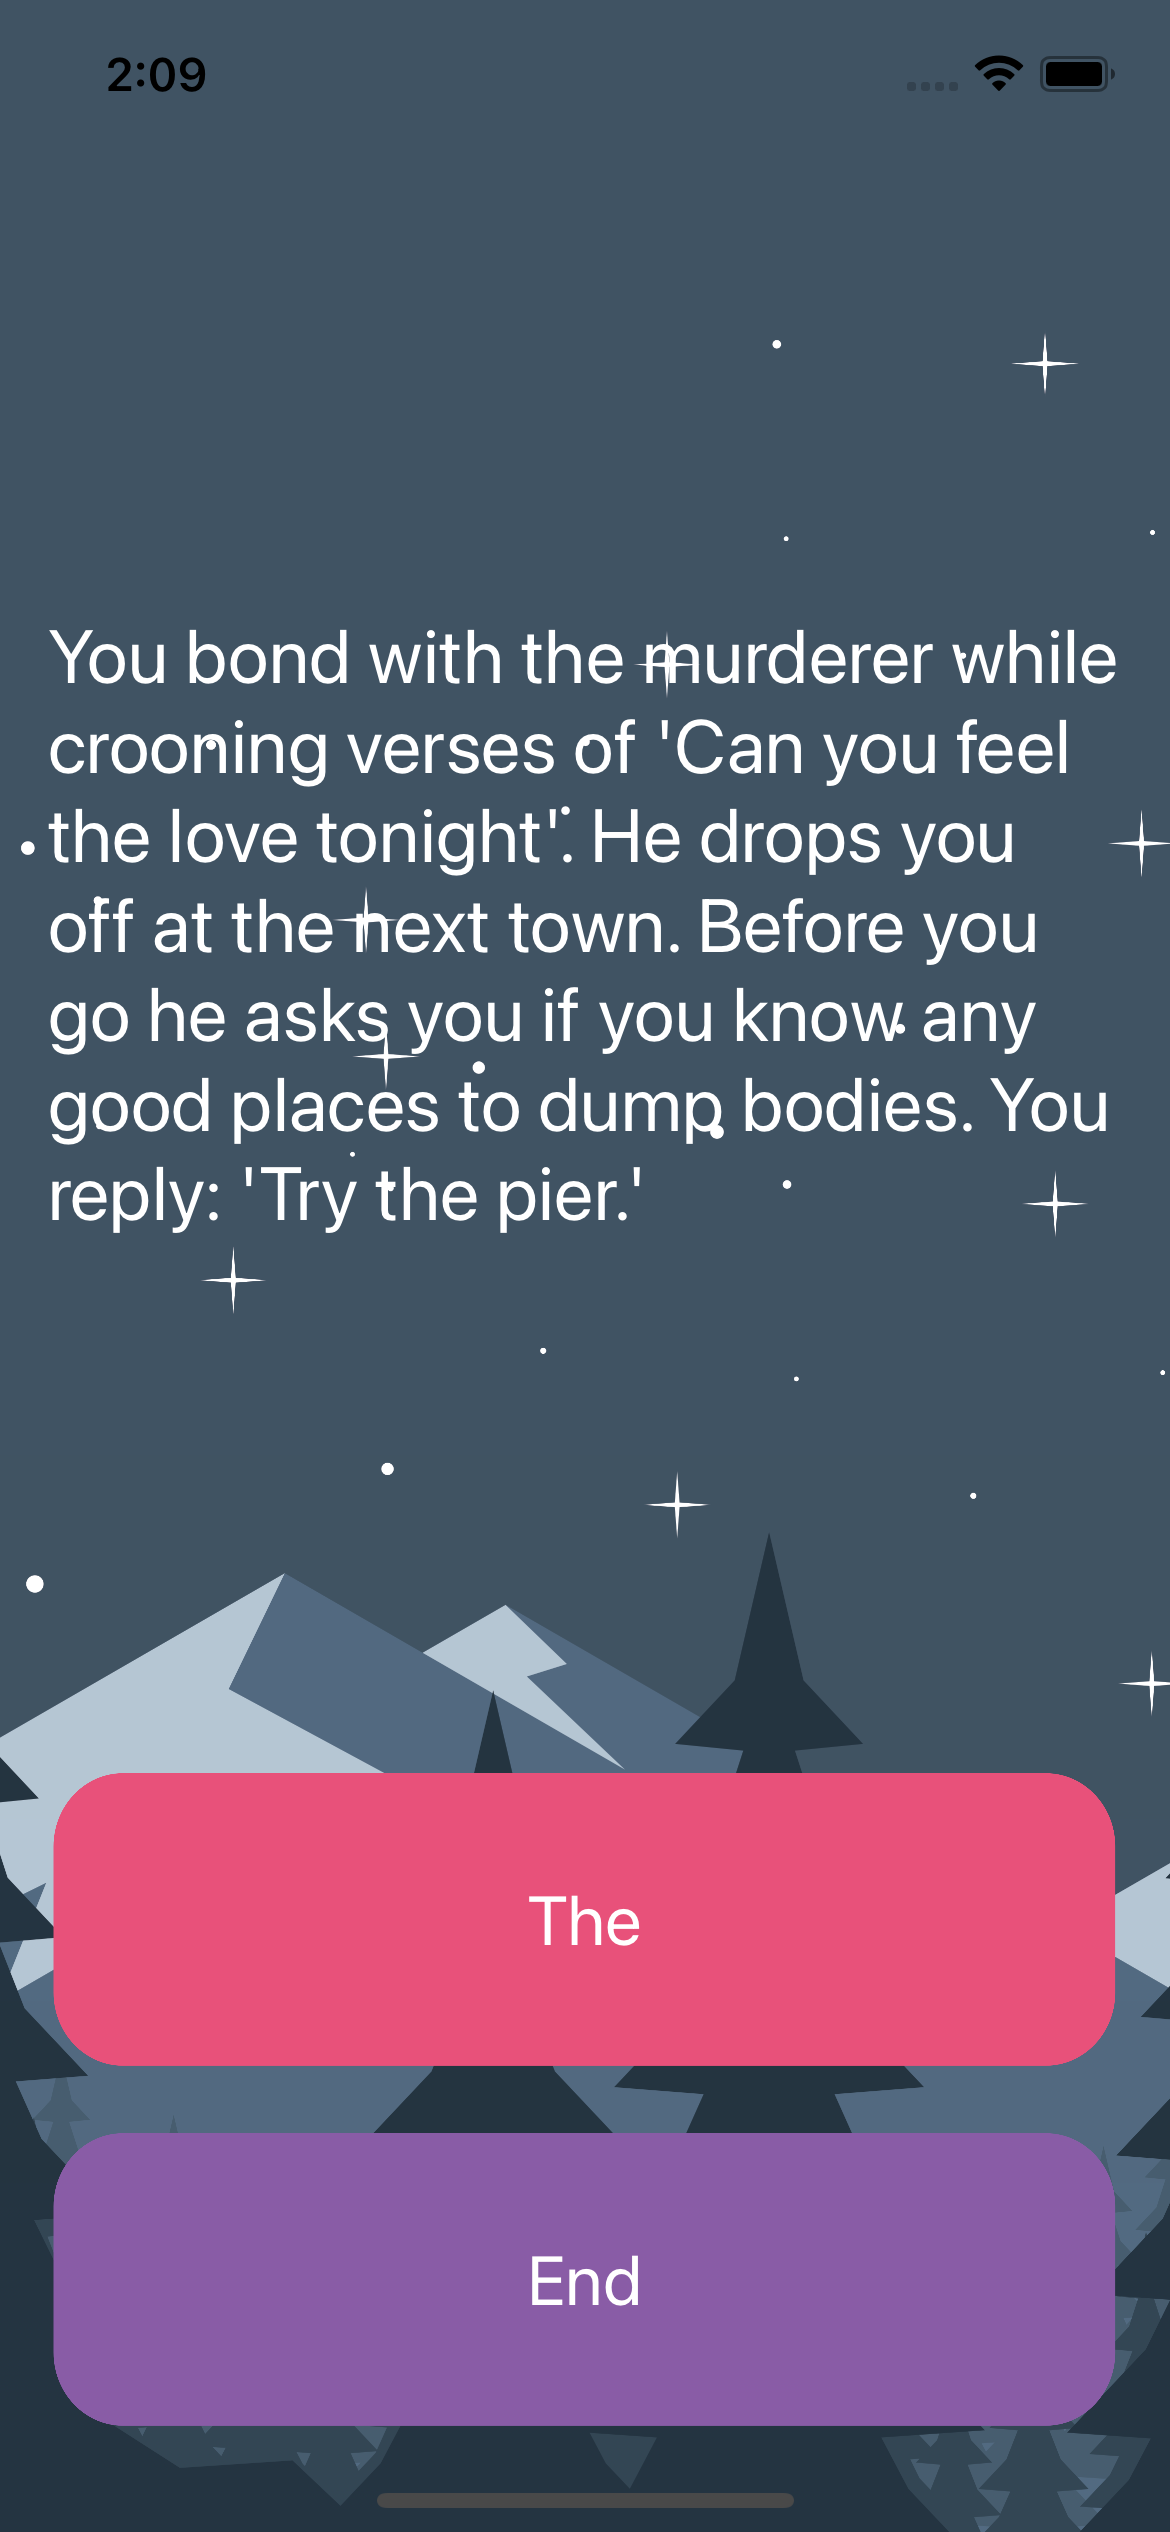 2:09
You bond with the murderer while
crooning verses of 'Can you feel
the love tonight'. He drops you
off at the next town. Before you
go he asks you if you know any
good places to dump bodies. You
reply: 'Try the pier.'
The
End